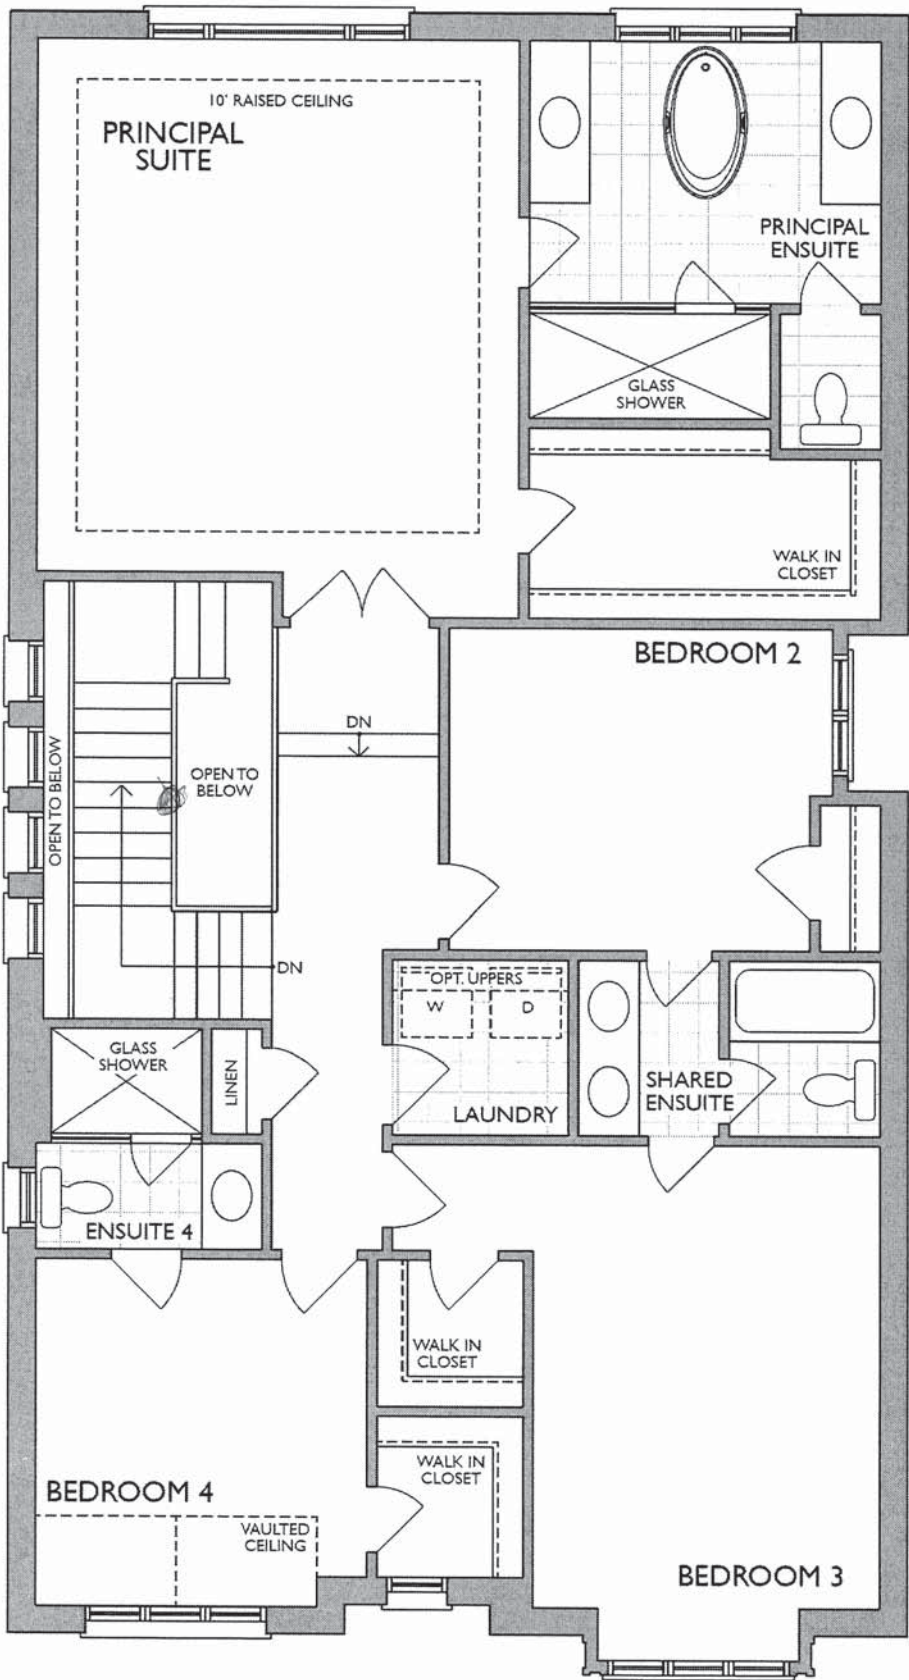 10' RAISED CEILING
PRINCIPAL
SUITE
PRINCIPAL
ENSUITE
GLASS
SHOWER
WALK IN
CLOSET
BEDROOM 2
DN
OPEN TO BELOW
OPEN TO
BELOW
DN
OPT. UPPERS
W
D
GLASS
SHOWER
LINEN
LAUNDRY
SHARED
ENSUITE
ENSUITE 4
WALK IN
CLOSET
WALK IN
CLOSET
BEDROOM 4
VAULTED
CEILING
BEDROOM 3